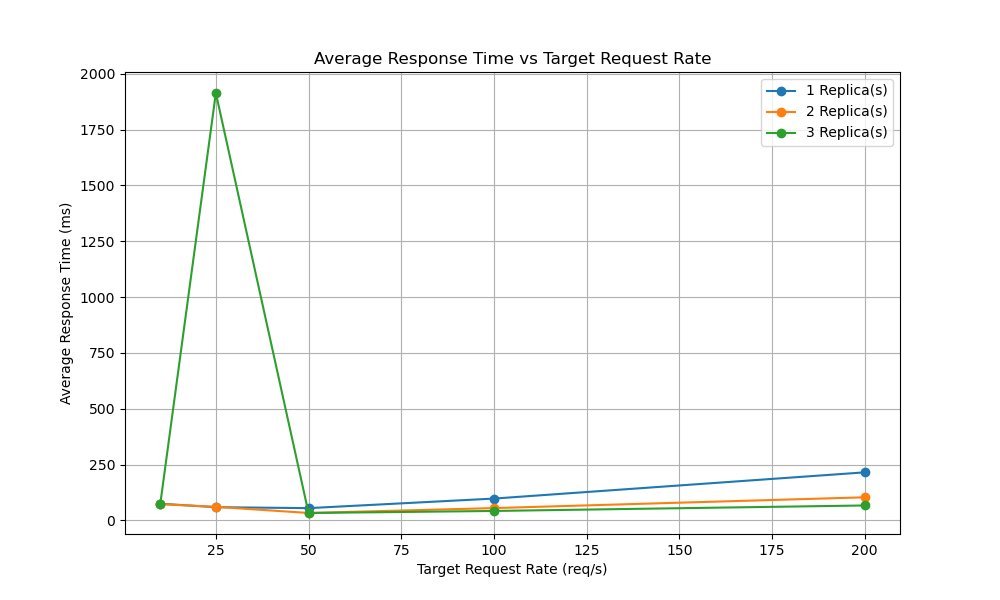 Average Response Time vs Target Request Rate
2000
1750
1500
1250
1000
750
500
250
0
Average Response Time (ms)
1 Replica(s)
2 Replica(s)
3 Replica(s)
25 50 75 100 125 150 175 200
Target Request Rate (req/s)